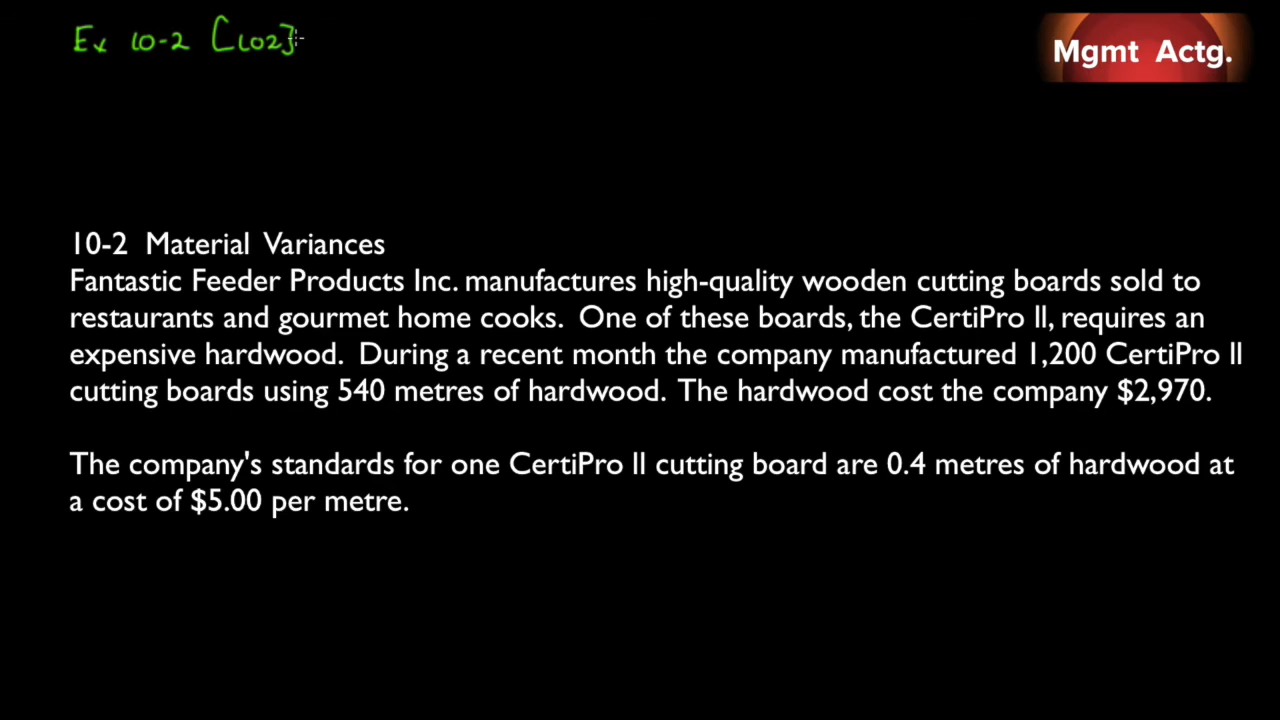 Ex 10-2 [LO2]
Mgmt Actg.
10-2 Material Variances
Fantastic Feeder Products Inc. manufactures high-quality wooden cutting boards sold to
restaurants and gourmet home cooks. One of these boards, the CertiPro II, requires an
expensive hardwood. During a recent month the company manufactured 1,200 CertiPro II
cutting boards using 540 metres of hardwood. The hardwood cost the company $2,970.
The company's standards for one CertiPro II cutting board are 0.4 metres of hardwood at
a cost of $5.00 per metre.